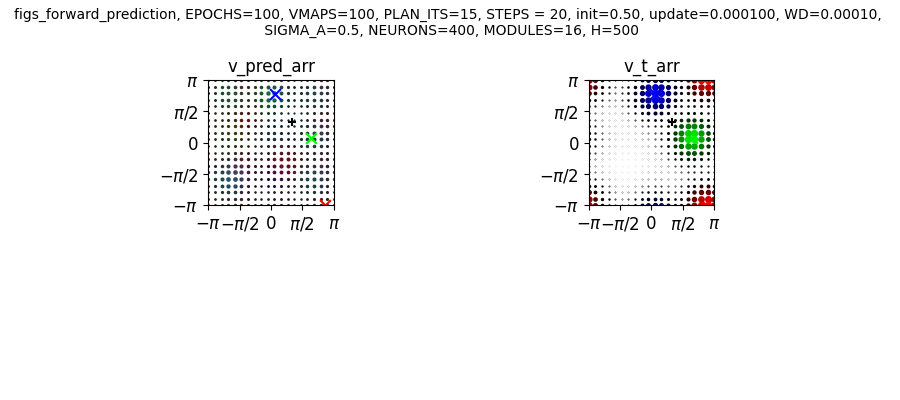 figs_forward_prediction, EPOCHS=100, VMAPS=100, PLAN_ITS=15, STEPS = 20, init=0.50, update=0.000100, WD=0.00010,
SIGMA_A=0.5, NEURONS=400, MODULES=16, H=500
v_pred_arr
v_t_arr
π
π/2
0
−π/2
−π
−π −π/2 0 π/2 π
π
π/2
0
−π/2
−π
−π −π/2 0 π/2 π